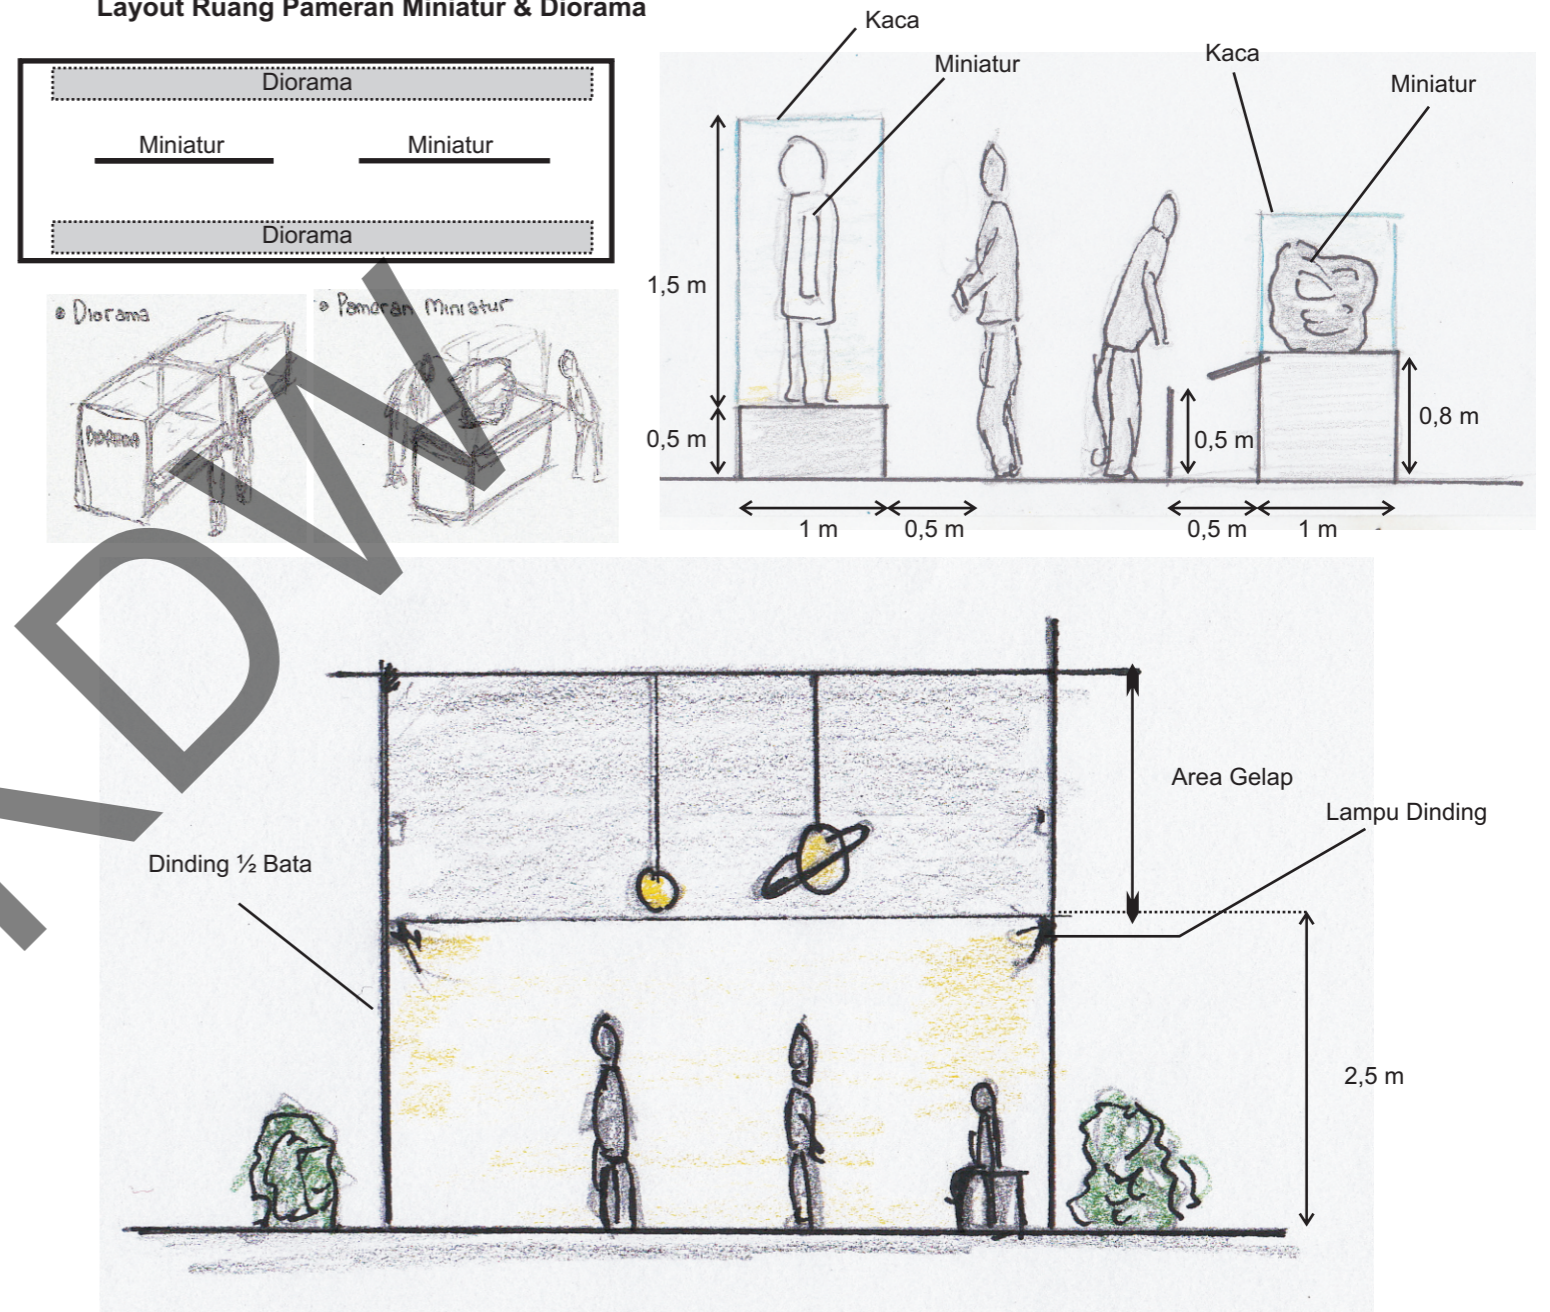 Layout Ruang Pameran Miniatur & Diorama
Diorama
Miniatur
Miniatur
Diorama
Diorama
Pameran Miniatur
DIORAMA
Kaca
Miniatur
Kaca
Miniatur
1,5 m
0,5 m
0,5 m
0,8 m
1 m
0,5 m
0,5 m
1 m
Area Gelap
Lampu Dinding
Dinding ½ Bata
2,5 m
DW